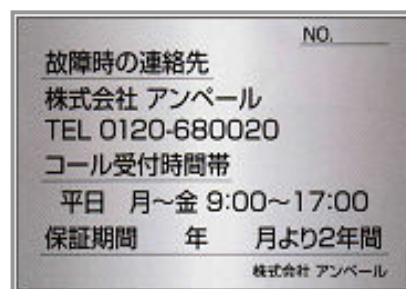 NO.
故障時の連絡先
株式会社 アンペール
TEL 0120-680020
コール受付時間帯
平日 月〜金 9:00〜17:00
保証期間 年 月より2年間
株式会社 アンペール